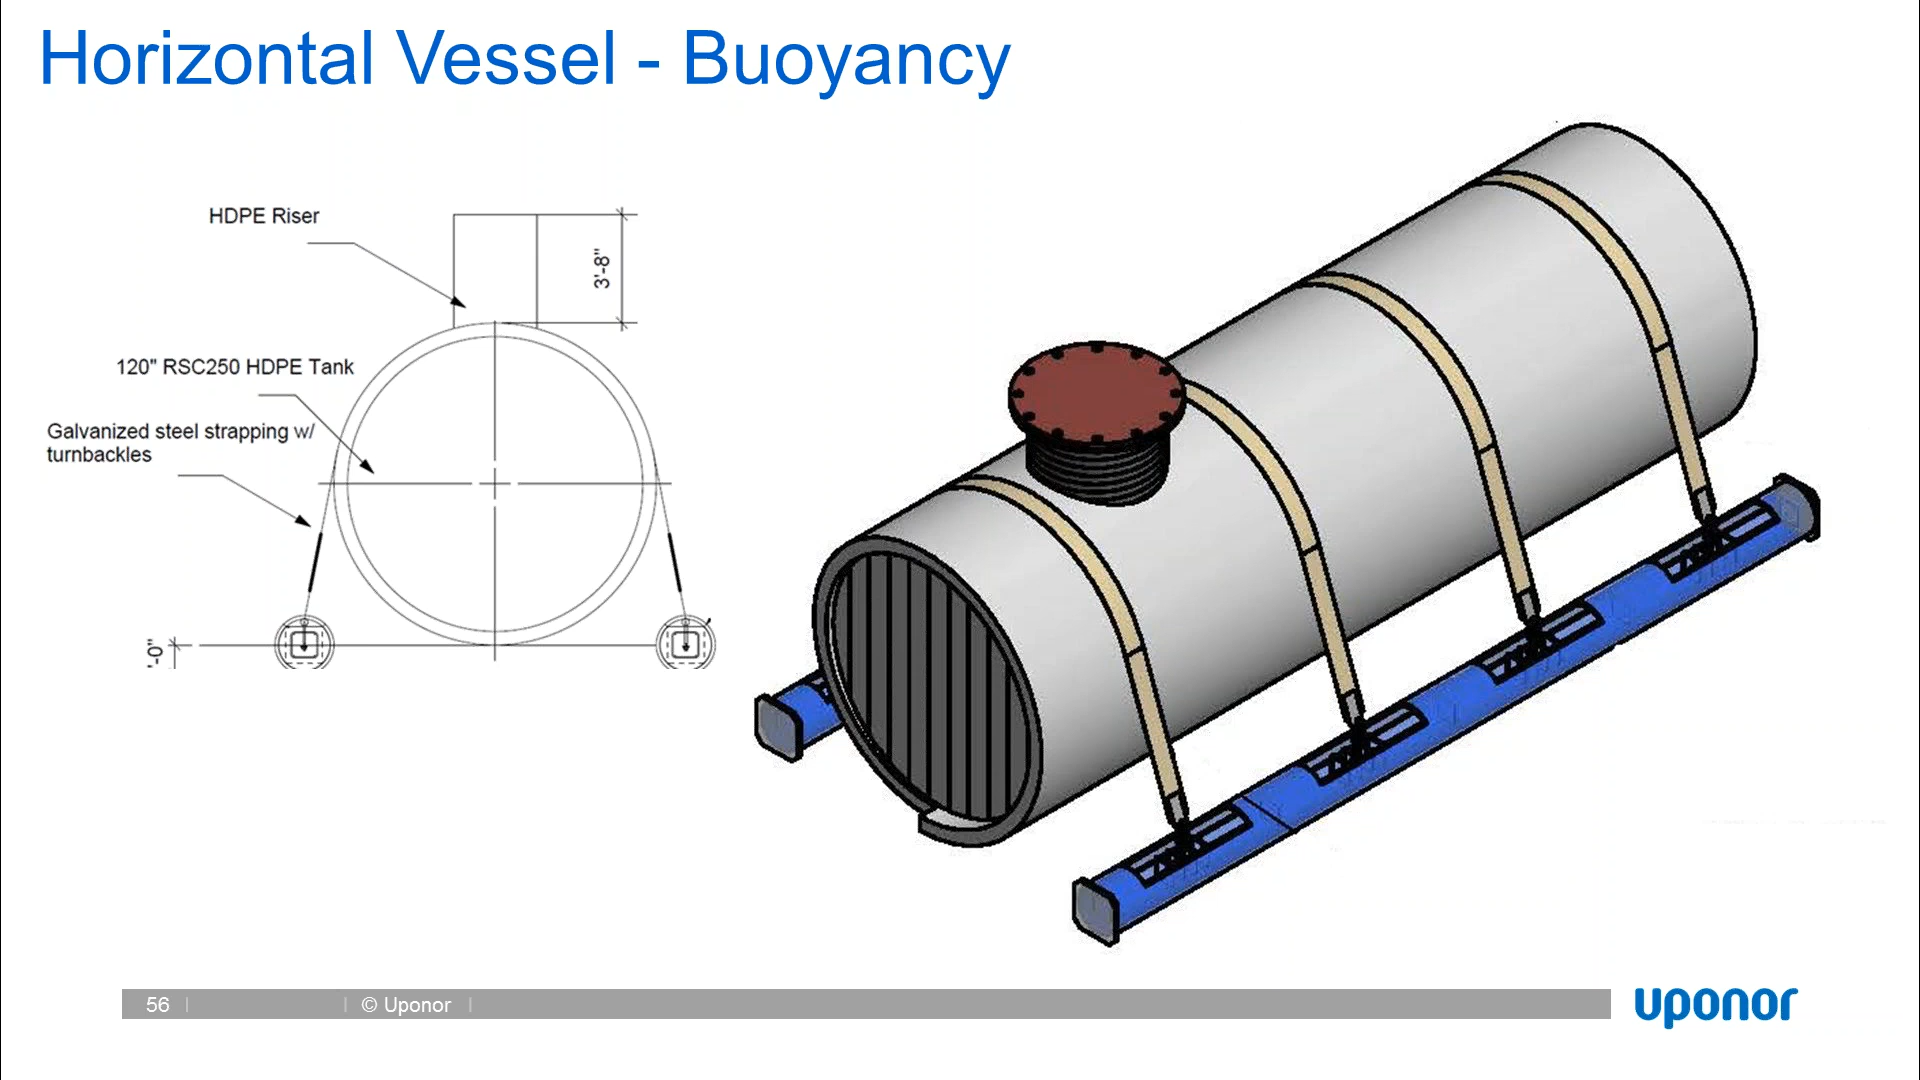 Horizontal Vessel - Buoyancy
HDPE Riser
3'-8"
120" RSC250 HDPE Tank
Galvanized steel strapping w/
turnbackles
'-0"
56
© Uponor
uponor